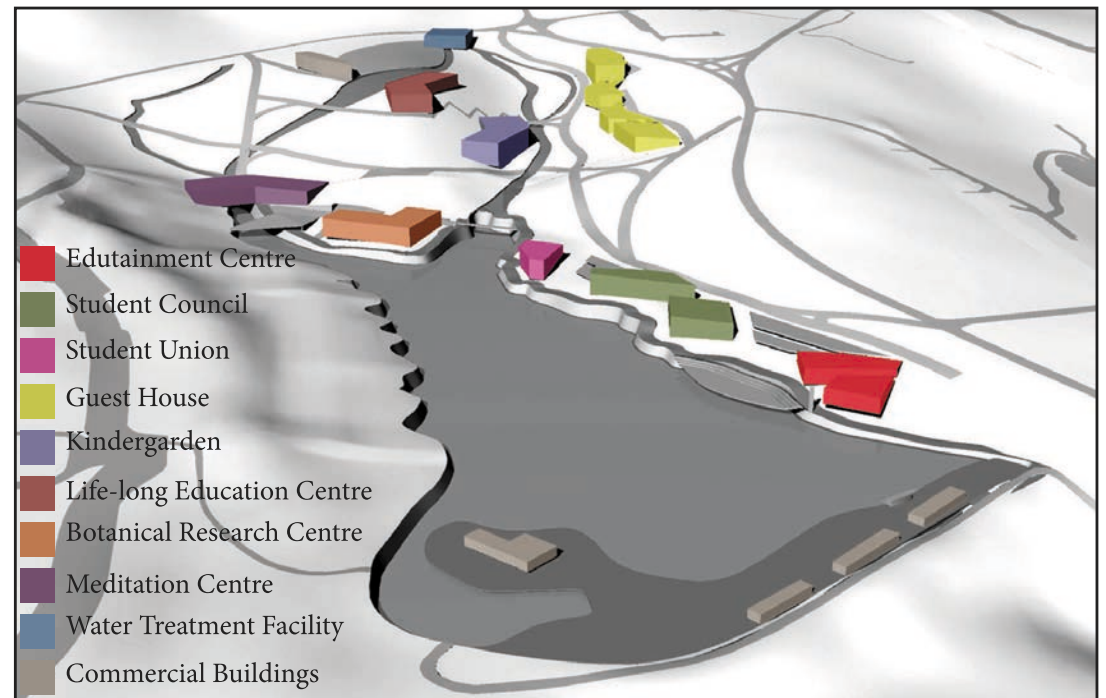 Edutainment Centre
Student Council
Student Union
Guest House
Kindergarden
Life-long Education Centre
Botanical Research Centre
Meditation Centre
Water Treatment Facility
Commercial Buildings